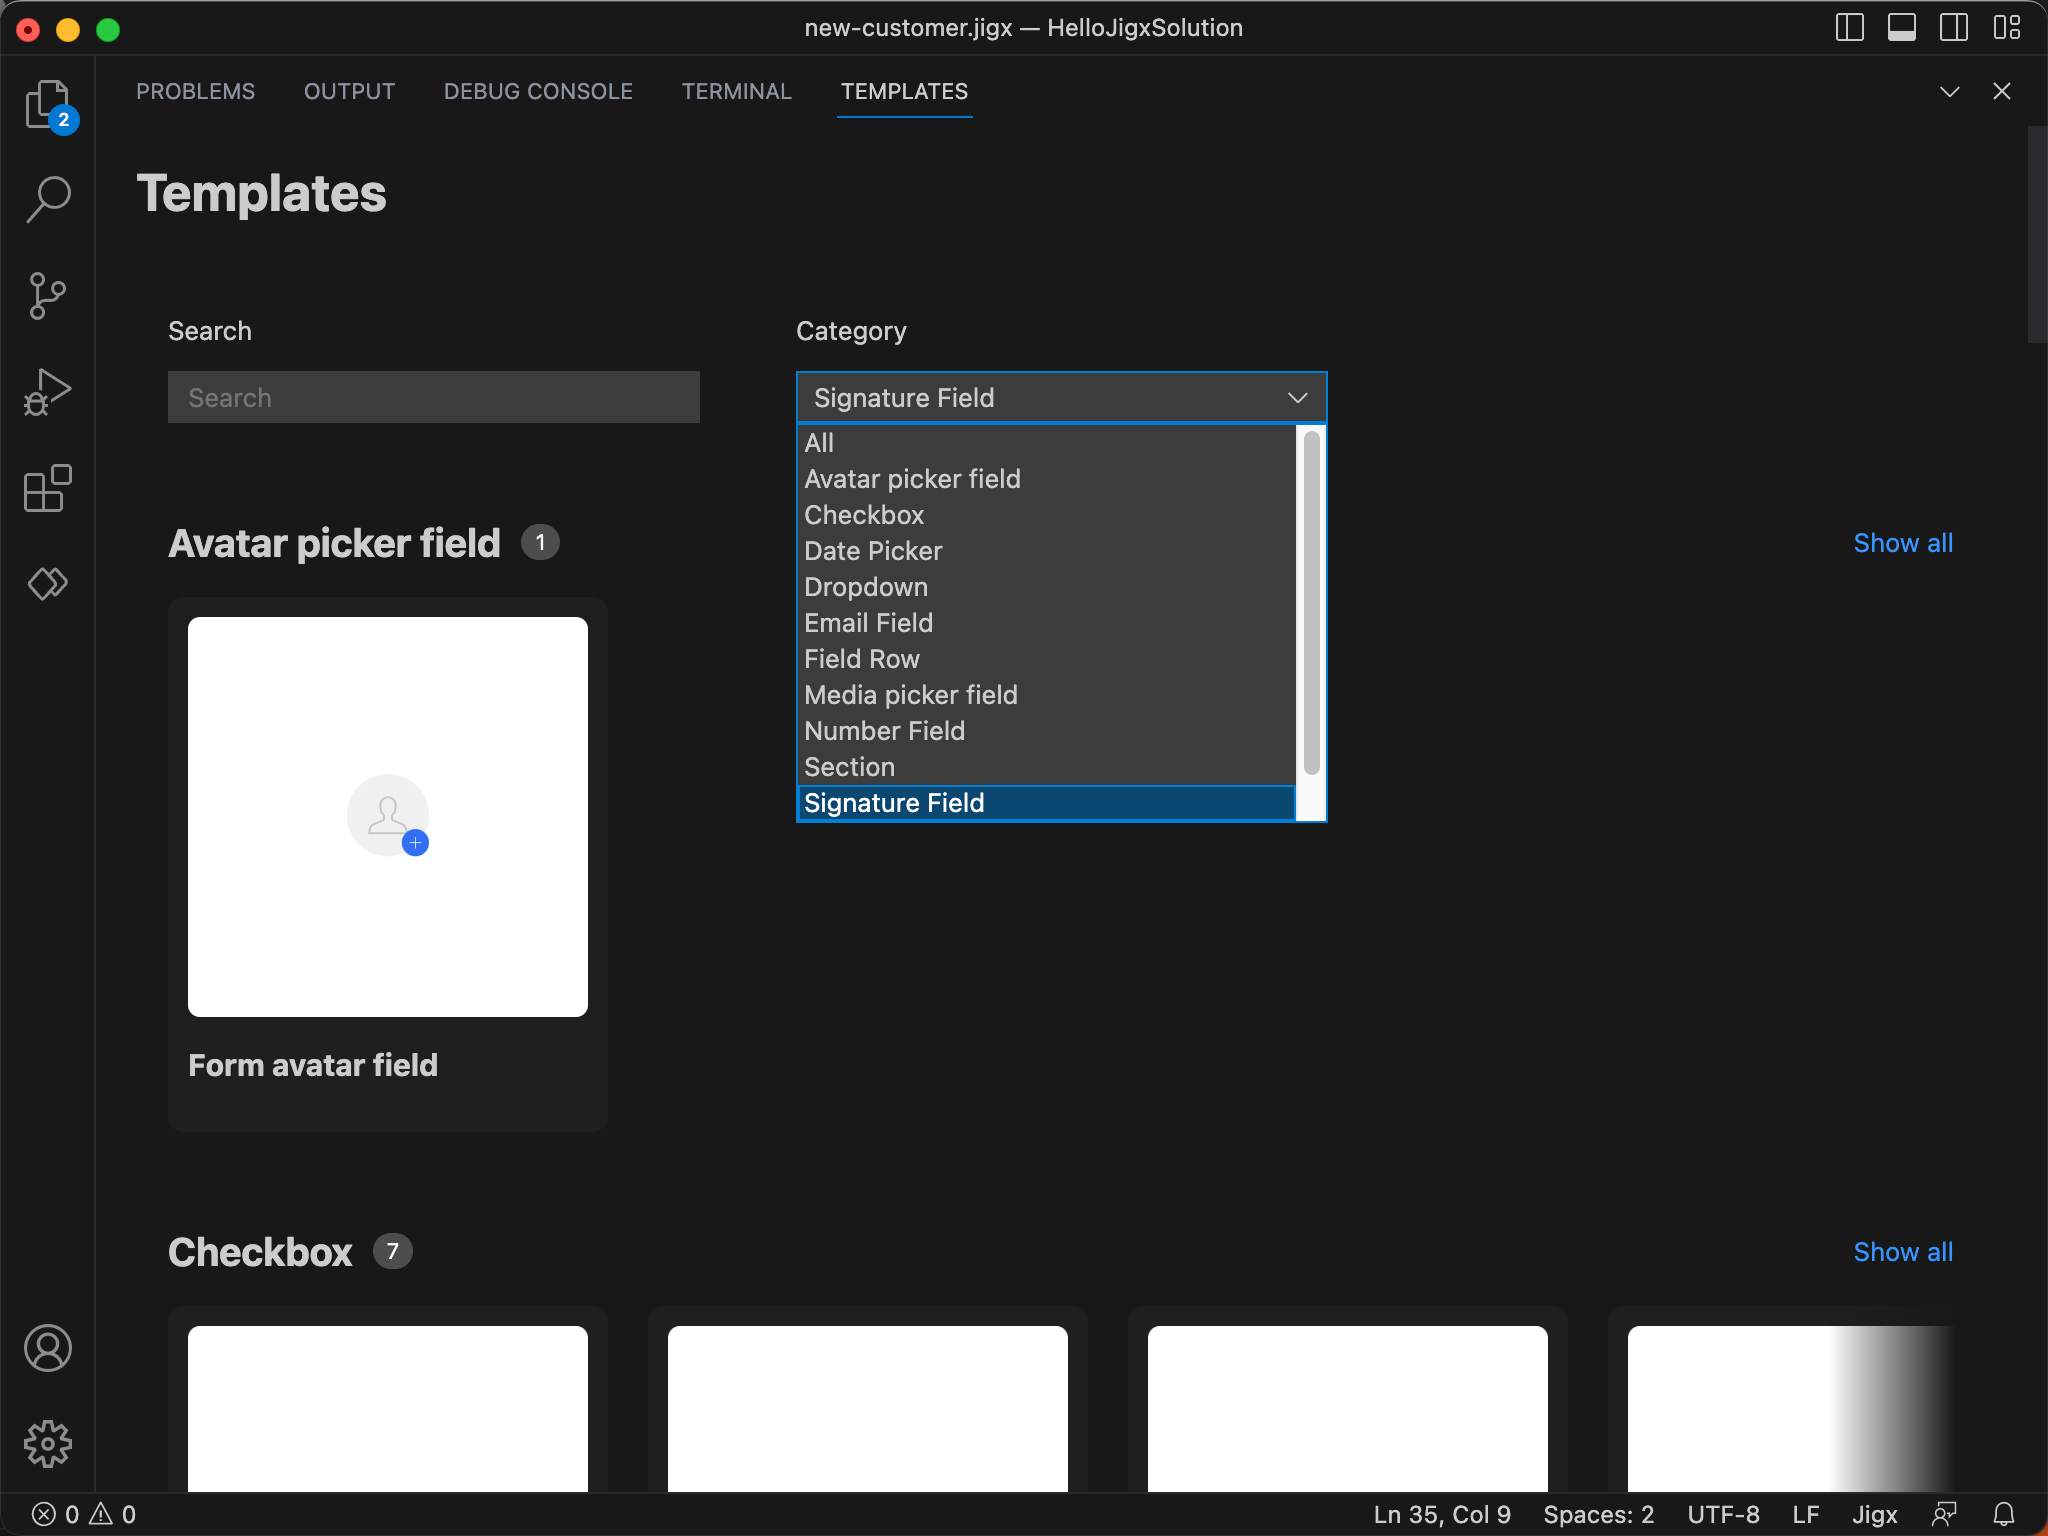 new-customer.jigx — HelloJigxSolution
2
PROBLEMS OUTPUT DEBUG CONSOLE TERMINAL TEMPLATES
Templates
Search Category
Search Signature Field
All
Avatar picker field
Checkbox
Date Picker
Dropdown
Email Field
Field Row
Media picker field
Number Field
Section
Signature Field
Avatar picker field 1 Show all
Form avatar field
Checkbox 7 Show all
0 0 Ln 35, Col 9 Spaces: 2 UTF-8 LF Jigx